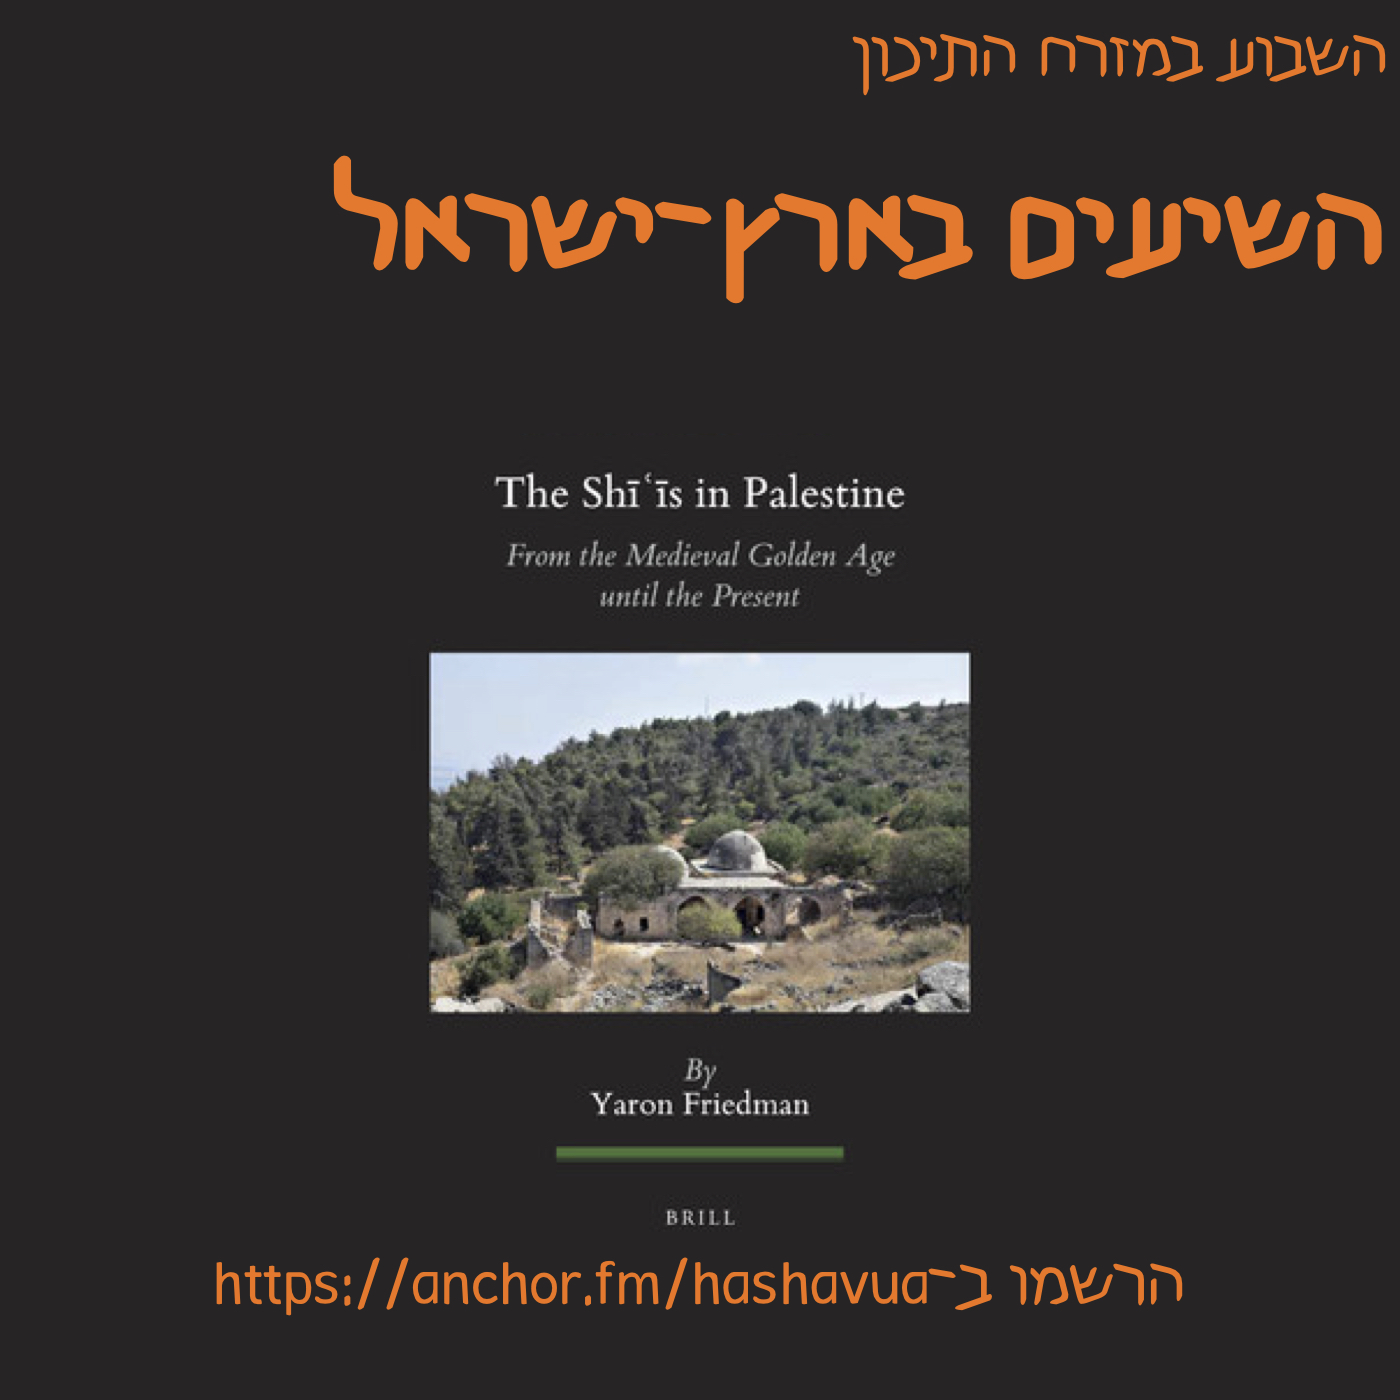 השבוע במזרח התיכון
השיעים בארץ־ישראל
The Shīʿīs in Palestine
From the Medieval Golden Age
until the Present
By
Yaron Friedman
BRILL
הרשמו ב־https://anchor.fm/hashavua